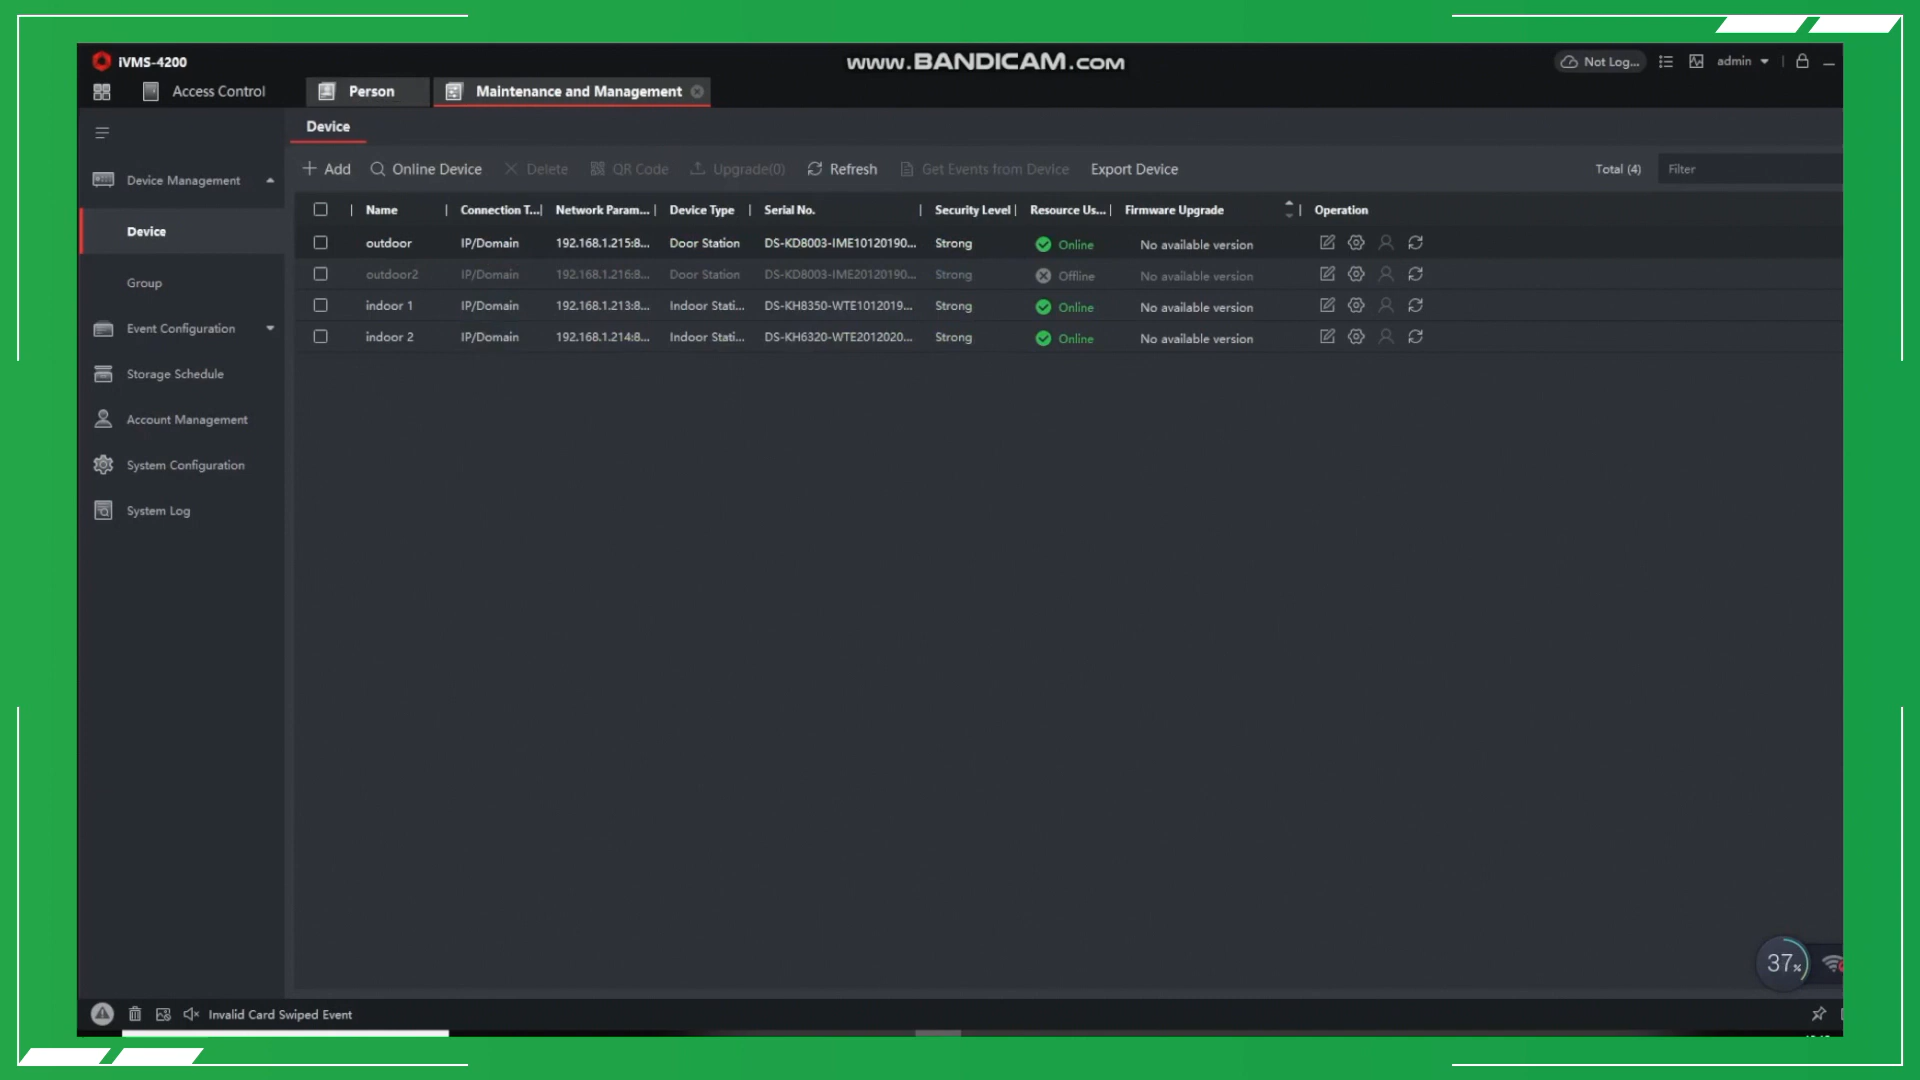 iVMS-4200
www.BANDICAM.com
Not Log...
admin
Access Control
Person
Maintenance and Management
Device
Add
Online Device
Delete
QR Code
Upgrade(0)
Refresh
Get Events from Device
Export Device
Total (4)
Filter
Device Management
Device
Group
Event Configuration
Storage Schedule
Account Management
System Configuration
System Log
Name | Connection T...| Network Param... | Device Type | Serial No. | Security Level | Resource Us... | Firmware Upgrade | Operation
outdoor IP/Domain 192.168.1.215:8... Door Station DS-KD8003-IME10120190... Strong Online No available version
outdoor2 IP/Domain 192.168.1.216:8... Door Station DS-KD8003-IME20120190... Strong Offline No available version
indoor 1 IP/Domain 192.168.1.213:8... Indoor Stati... DS-KH8350-WTE1012019... Strong Online No available version
indoor 2 IP/Domain 192.168.1.214:8... Indoor Stati... DS-KH6320-WTE2012020... Strong Online No available version
37%
Invalid Card Swiped Event